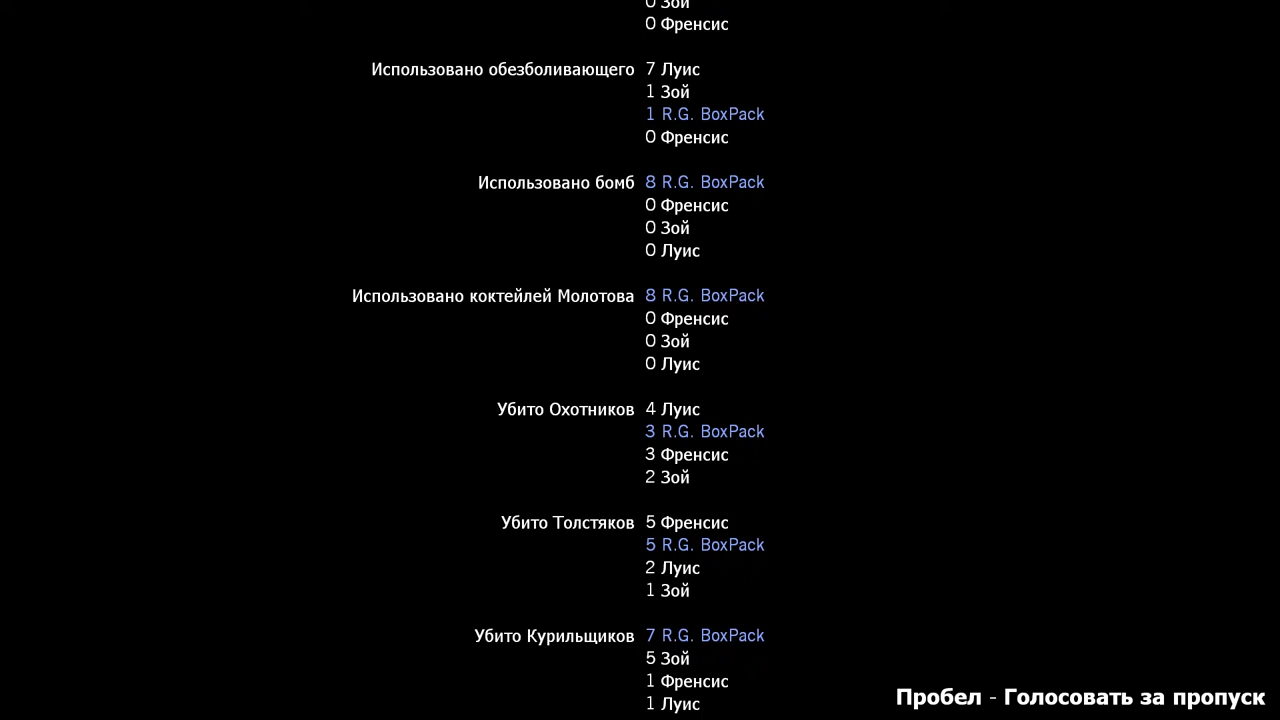 0 Зой
0 Френсис
Использовано обезболивающего 7 Луис
1 Зой
1 R.G. BoxPack
0 Френсис
Использовано бомб 8 R.G. BoxPack
0 Френсис
0 Зой
0 Луис
Использовано коктейлей Молотова 8 R.G. BoxPack
0 Френсис
0 Зой
0 Луис
Убито Охотников 4 Луис
3 R.G. BoxPack
3 Френсис
2 Зой
Убито Толстяков 5 Френсис
5 R.G. BoxPack
2 Луис
1 Зой
Убито Курильщиков 7 R.G. BoxPack
5 Зой
1 Френсис
1 Луис
Пробел - Голосовать за пропуск